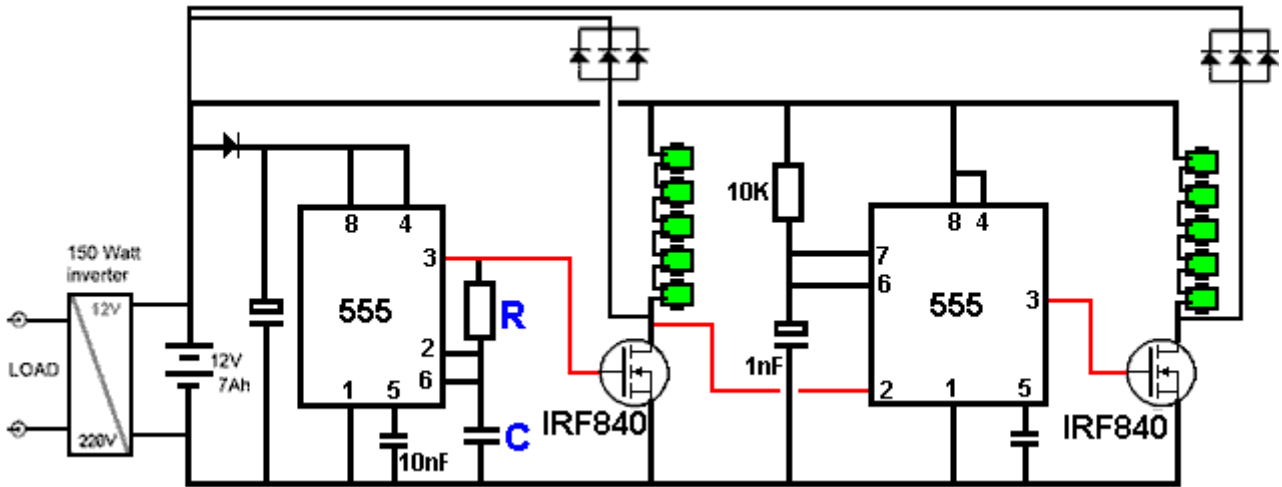 150 Watt
inverter
12V
220V
LOAD
12V
7Ah
8 4
3
555
2
6
1 5
10nF
R
C
IRF840
10K
1nF
8 4
7
6
555
3
2
1 5
IRF840